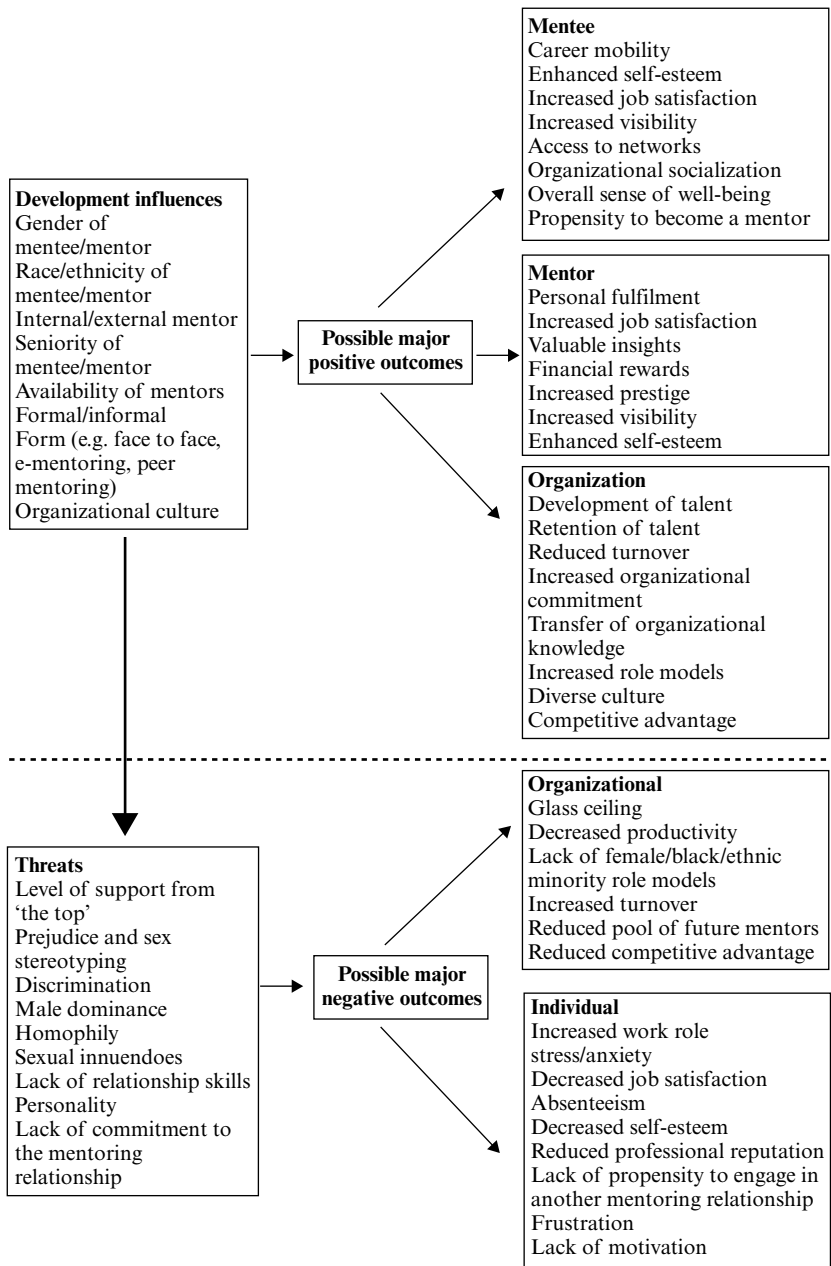 Development influences
Gender of
mentee/mentor
Race/ethnicity of
mentee/mentor
Internal/external mentor
Seniority of
mentee/mentor
Availability of mentors
Formal/informal
Form (e.g. face to face,
e-mentoring, peer
mentoring)
Organizational culture
Possible major
positive outcomes
Mentee
Career mobility
Enhanced self-esteem
Increased job satisfaction
Increased visibility
Access to networks
Organizational socialization
Overall sense of well-being
Propensity to become a mentor
Mentor
Personal fulfilment
Increased job satisfaction
Valuable insights
Financial rewards
Increased prestige
Increased visibility
Enhanced self-esteem
Organization
Development of talent
Retention of talent
Reduced turnover
Increased organizational
commitment
Transfer of organizational
knowledge
Increased role models
Diverse culture
Competitive advantage
Threats
Level of support from
‘the top’
Prejudice and sex
stereotyping
Discrimination
Male dominance
Homophily
Sexual innuendoes
Lack of relationship skills
Personality
Lack of commitment to
the mentoring
relationship
Possible major
negative outcomes
Organizational
Glass ceiling
Decreased productivity
Lack of female/black/ethnic
minority role models
Increased turnover
Reduced pool of future mentors
Reduced competitive advantage
Individual
Increased work role
stress/anxiety
Decreased job satisfaction
Absenteeism
Decreased self-esteem
Reduced professional reputation
Lack of propensity to engage in
another mentoring relationship
Frustration
Lack of motivation